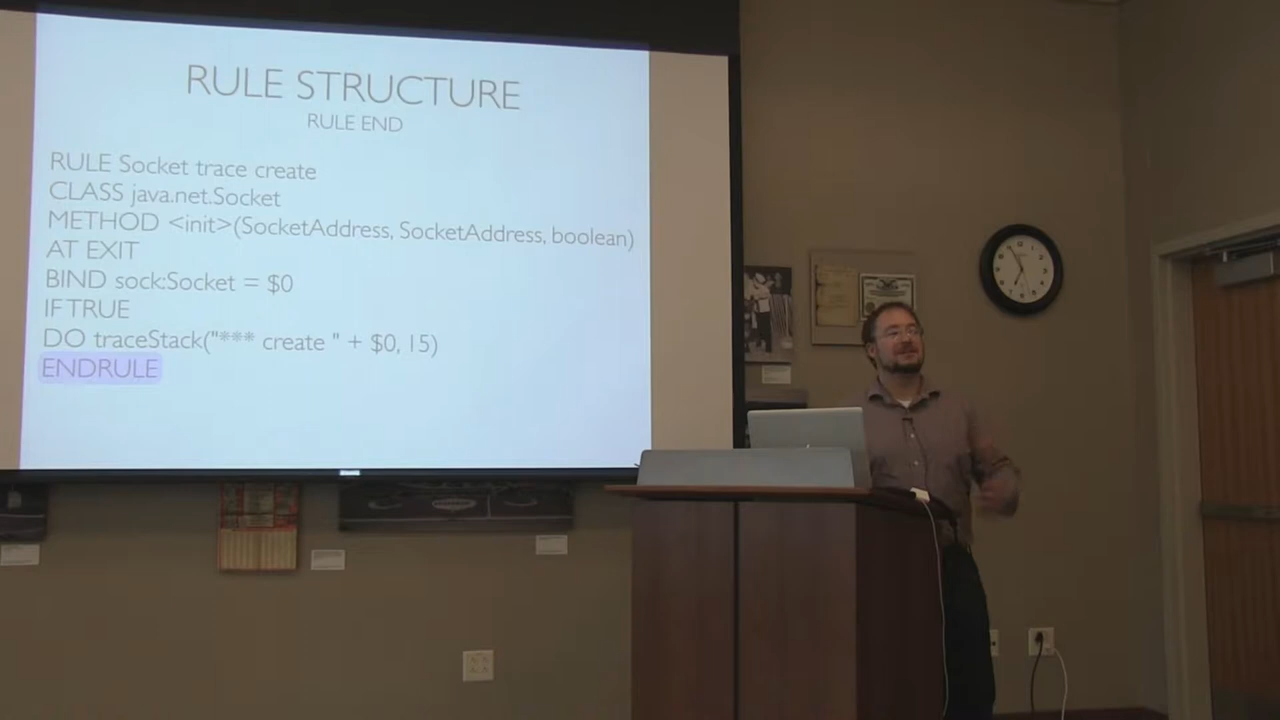 RULE STRUCTURE
RULE END
RULE Socket trace create
CLASS java.net.Socket
METHOD <init>(SocketAddress, SocketAddress, boolean)
AT EXIT
BIND sock:Socket = $0
IF TRUE
DO traceStack("*** create " + $0, 15)
ENDRULE